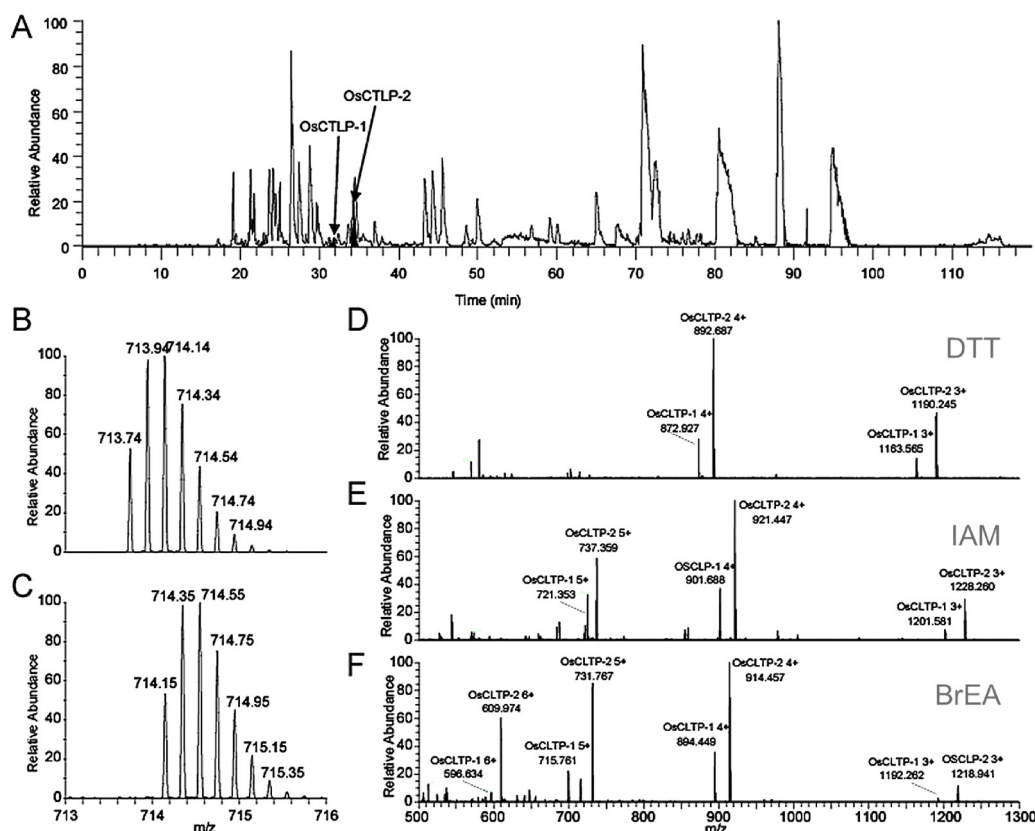 A
Relative Abundance
100
80
60
40
20
0
OsCTLP-2
OsCTLP-1
0 10 20 30 40 50 60 70 80 90 100 110
Time (min)
B
Relative Abundance
100
80
60
40
20
0
713.94
714.14
714.34
713.74
714.54
714.74
714.94
C
Relative Abundance
100
80
60
40
20
0
714.35
714.55
714.75
714.15
714.95
715.15
715.35
713 714 715 716
m/z
D
DTT
Relative Abundance
100
80
60
40
20
0
OsCLTP-2 4+
892.687
OsCLTP-1 4+
872.927
OsCLTP-2 3+
1190.245
OsCLTP-1 3+
1163.565
E
IAM
Relative Abundance
100
80
60
40
20
0
OsCLTP-2 4+
921.447
OsCLTP-2 5+
737.359
OsCLTP-1 5+
721.353
OSCLP-1 4+
901.688
OsCLTP-2 3+
1228.260
OsCLTP-1 3+
1201.581
F
BrEA
Relative Abundance
100
80
60
40
20
0
OsCLTP-2 5+
731.767
OsCLTP-2 4+
914.457
OsCLTP-2 6+
609.974
OsCLTP-1 6+
596.634
OsCLTP-1 5+
715.761
OsCLTP-1 4+
894.449
OsCLTP-1 3+
1192.262
OSCLP-2 3+
1218.941
500 600 700 800 900 1000 1100 1200 1300
m/z